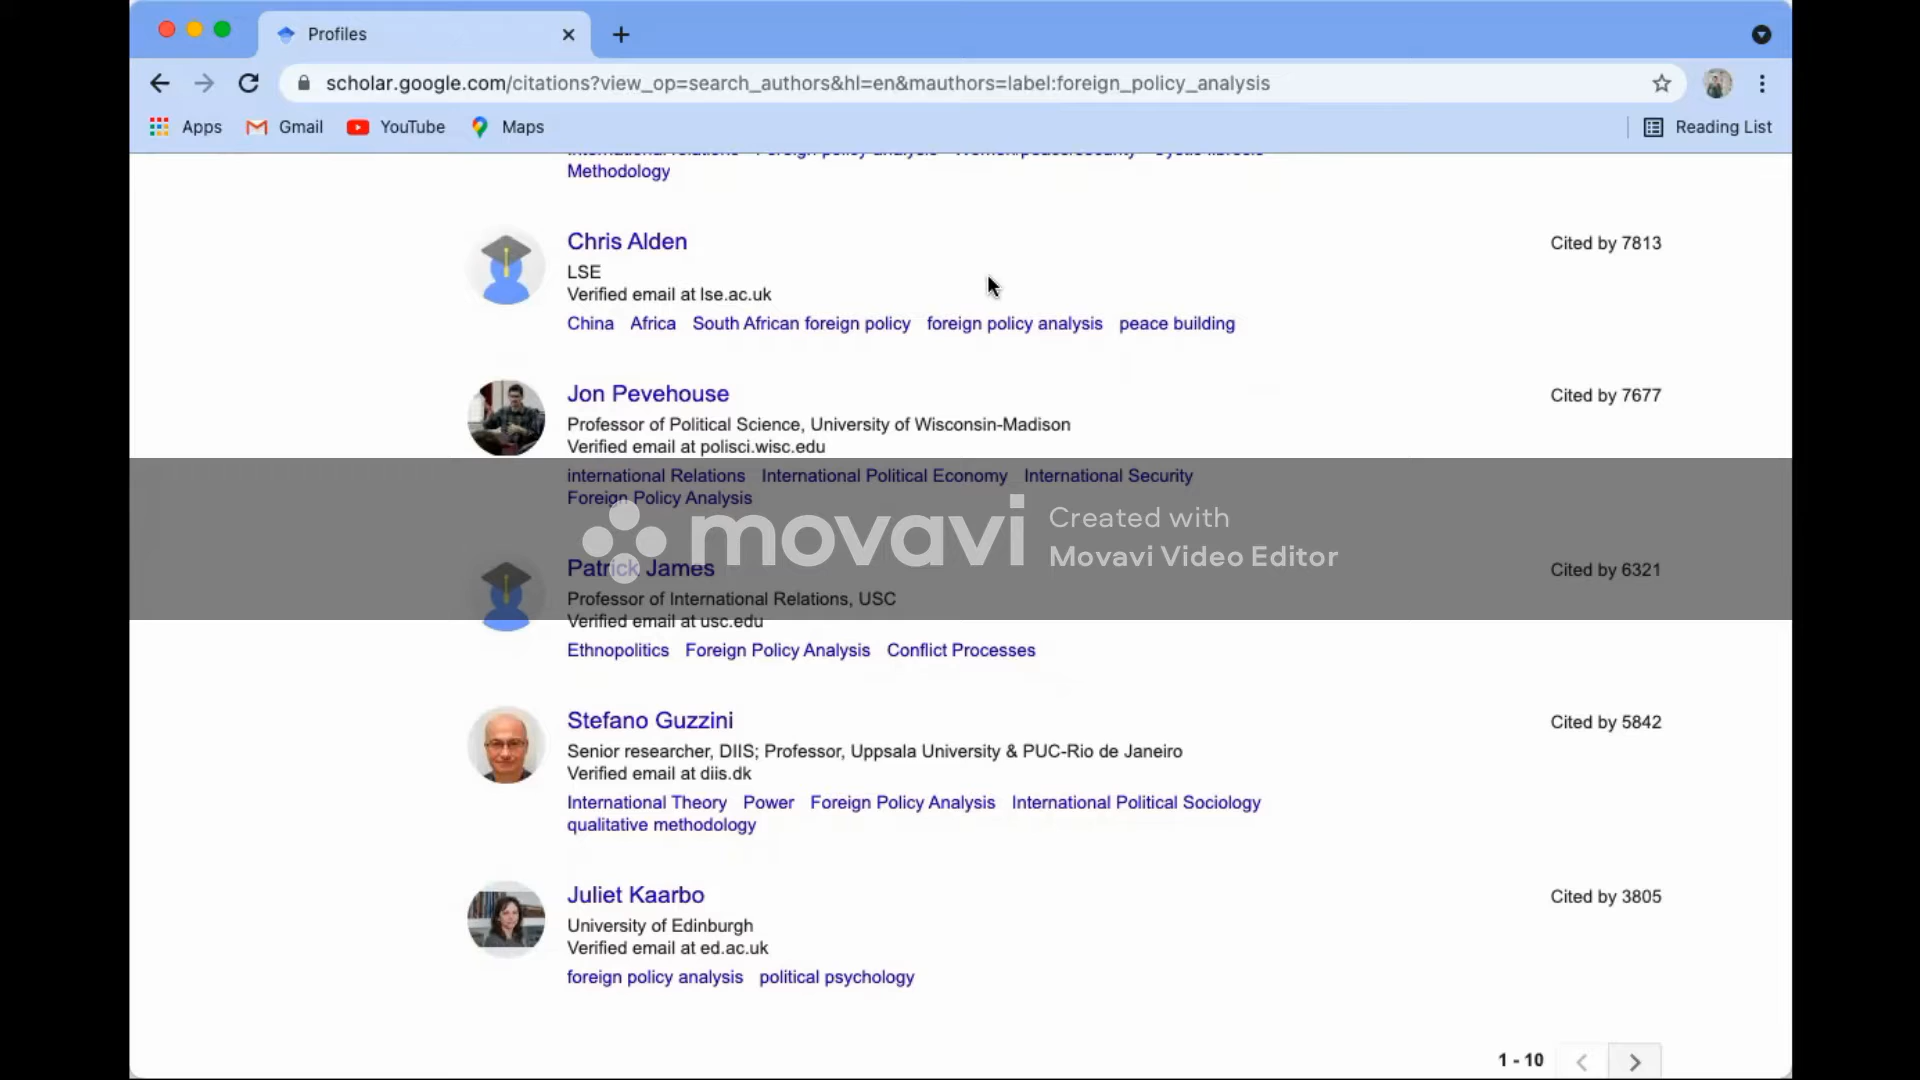 Profiles
scholar.google.com/citations?view_op=search_authors&hl=en&mauthors=label:foreign_policy_analysis
Apps Gmail YouTube Maps Reading List
Methodology
Chris Alden Cited by 7813
LSE
Verified email at lse.ac.uk
China Africa South African foreign policy foreign policy analysis peace building
Jon Pevehouse Cited by 7677
Professor of Political Science, University of Wisconsin-Madison
Verified email at polisci.wisc.edu
international Relations International Political Economy International Security
Foreign Policy Analysis
movavi Created with
Movavi Video Editor
Patrick James Cited by 6321
Professor of International Relations, USC
Verified email at usc.edu
Ethnopolitics Foreign Policy Analysis Conflict Processes
Stefano Guzzini Cited by 5842
Senior researcher, DIIS; Professor, Uppsala University & PUC-Rio de Janeiro
Verified email at diis.dk
International Theory Power Foreign Policy Analysis International Political Sociology
qualitative methodology
Juliet Kaarbo Cited by 3805
University of Edinburgh
Verified email at ed.ac.uk
foreign policy analysis political psychology
1 - 10